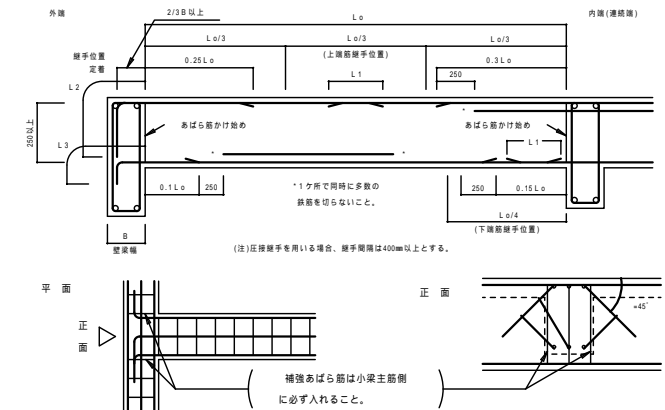 外端
2/3B以上
Lo
内端(連続端)
継手位置
定着
Lo/3
Lo/3
Lo/3
(上端筋継手位置)
0.25Lo
L1
0.3Lo
250
L2
250以上
あばら筋かけ始め
あばら筋かけ始め
*
L3
*
*
L1
0.1Lo
250
*1ケ所で同時に多数の
鉄筋を切らないこと。
250
0.15Lo
Lo/4
(下端筋継手位置)
B
壁梁幅
(注)圧接継手を用いる場合、継手間隔は400㎜以上とする。
平面
正面
正面
=45°
補強あばら筋は小梁主筋側
に必ず入れること。